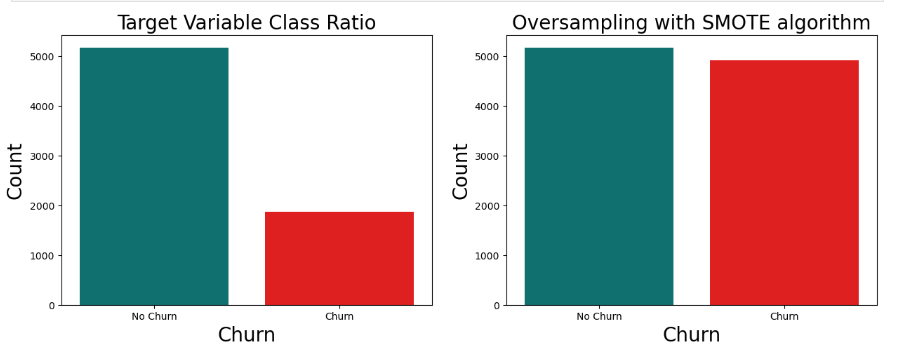 Target Variable Class Ratio
Count
5000
4000
3000
2000
1000
0
No Churn Churn
Churn
Oversampling with SMOTE algorithm
Count
5000
4000
3000
2000
1000
0
No Churn Churn
Churn